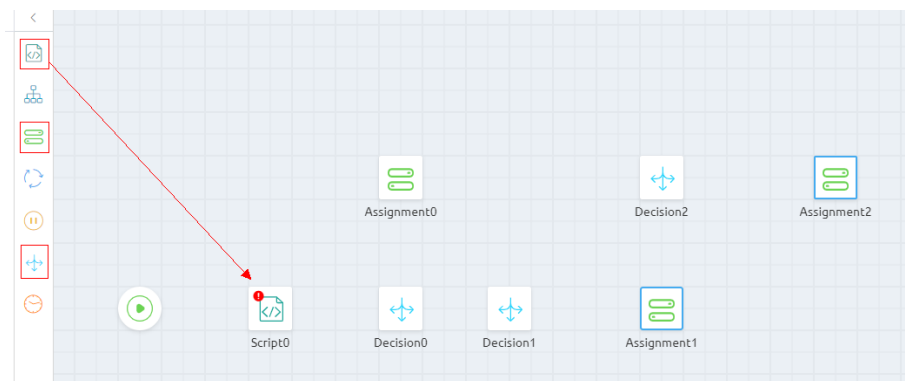 Assignment0
Decision2
Assignment2
Script0
Decision0
Decision1
Assignment1